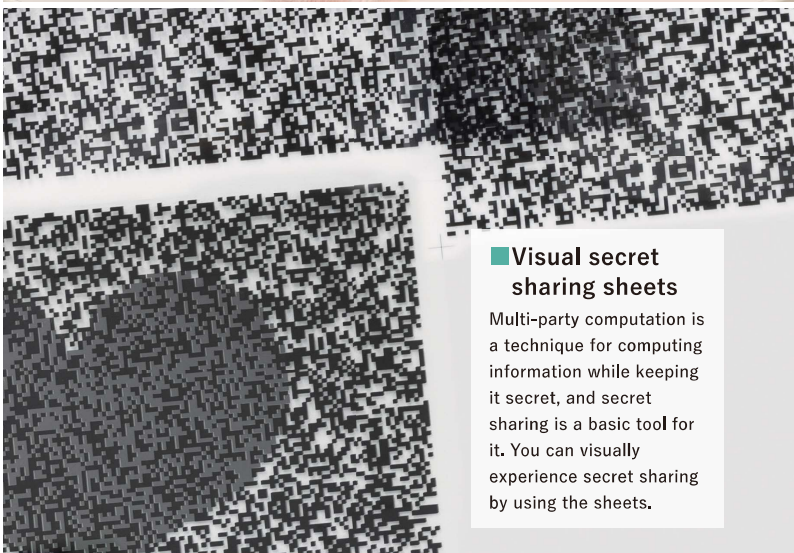 Visual secret
sharing sheets
Multi-party computation is
a technique for computing
information while keeping
it secret, and secret
sharing is a basic tool for
it. You can visually
experience secret sharing
by using the sheets.